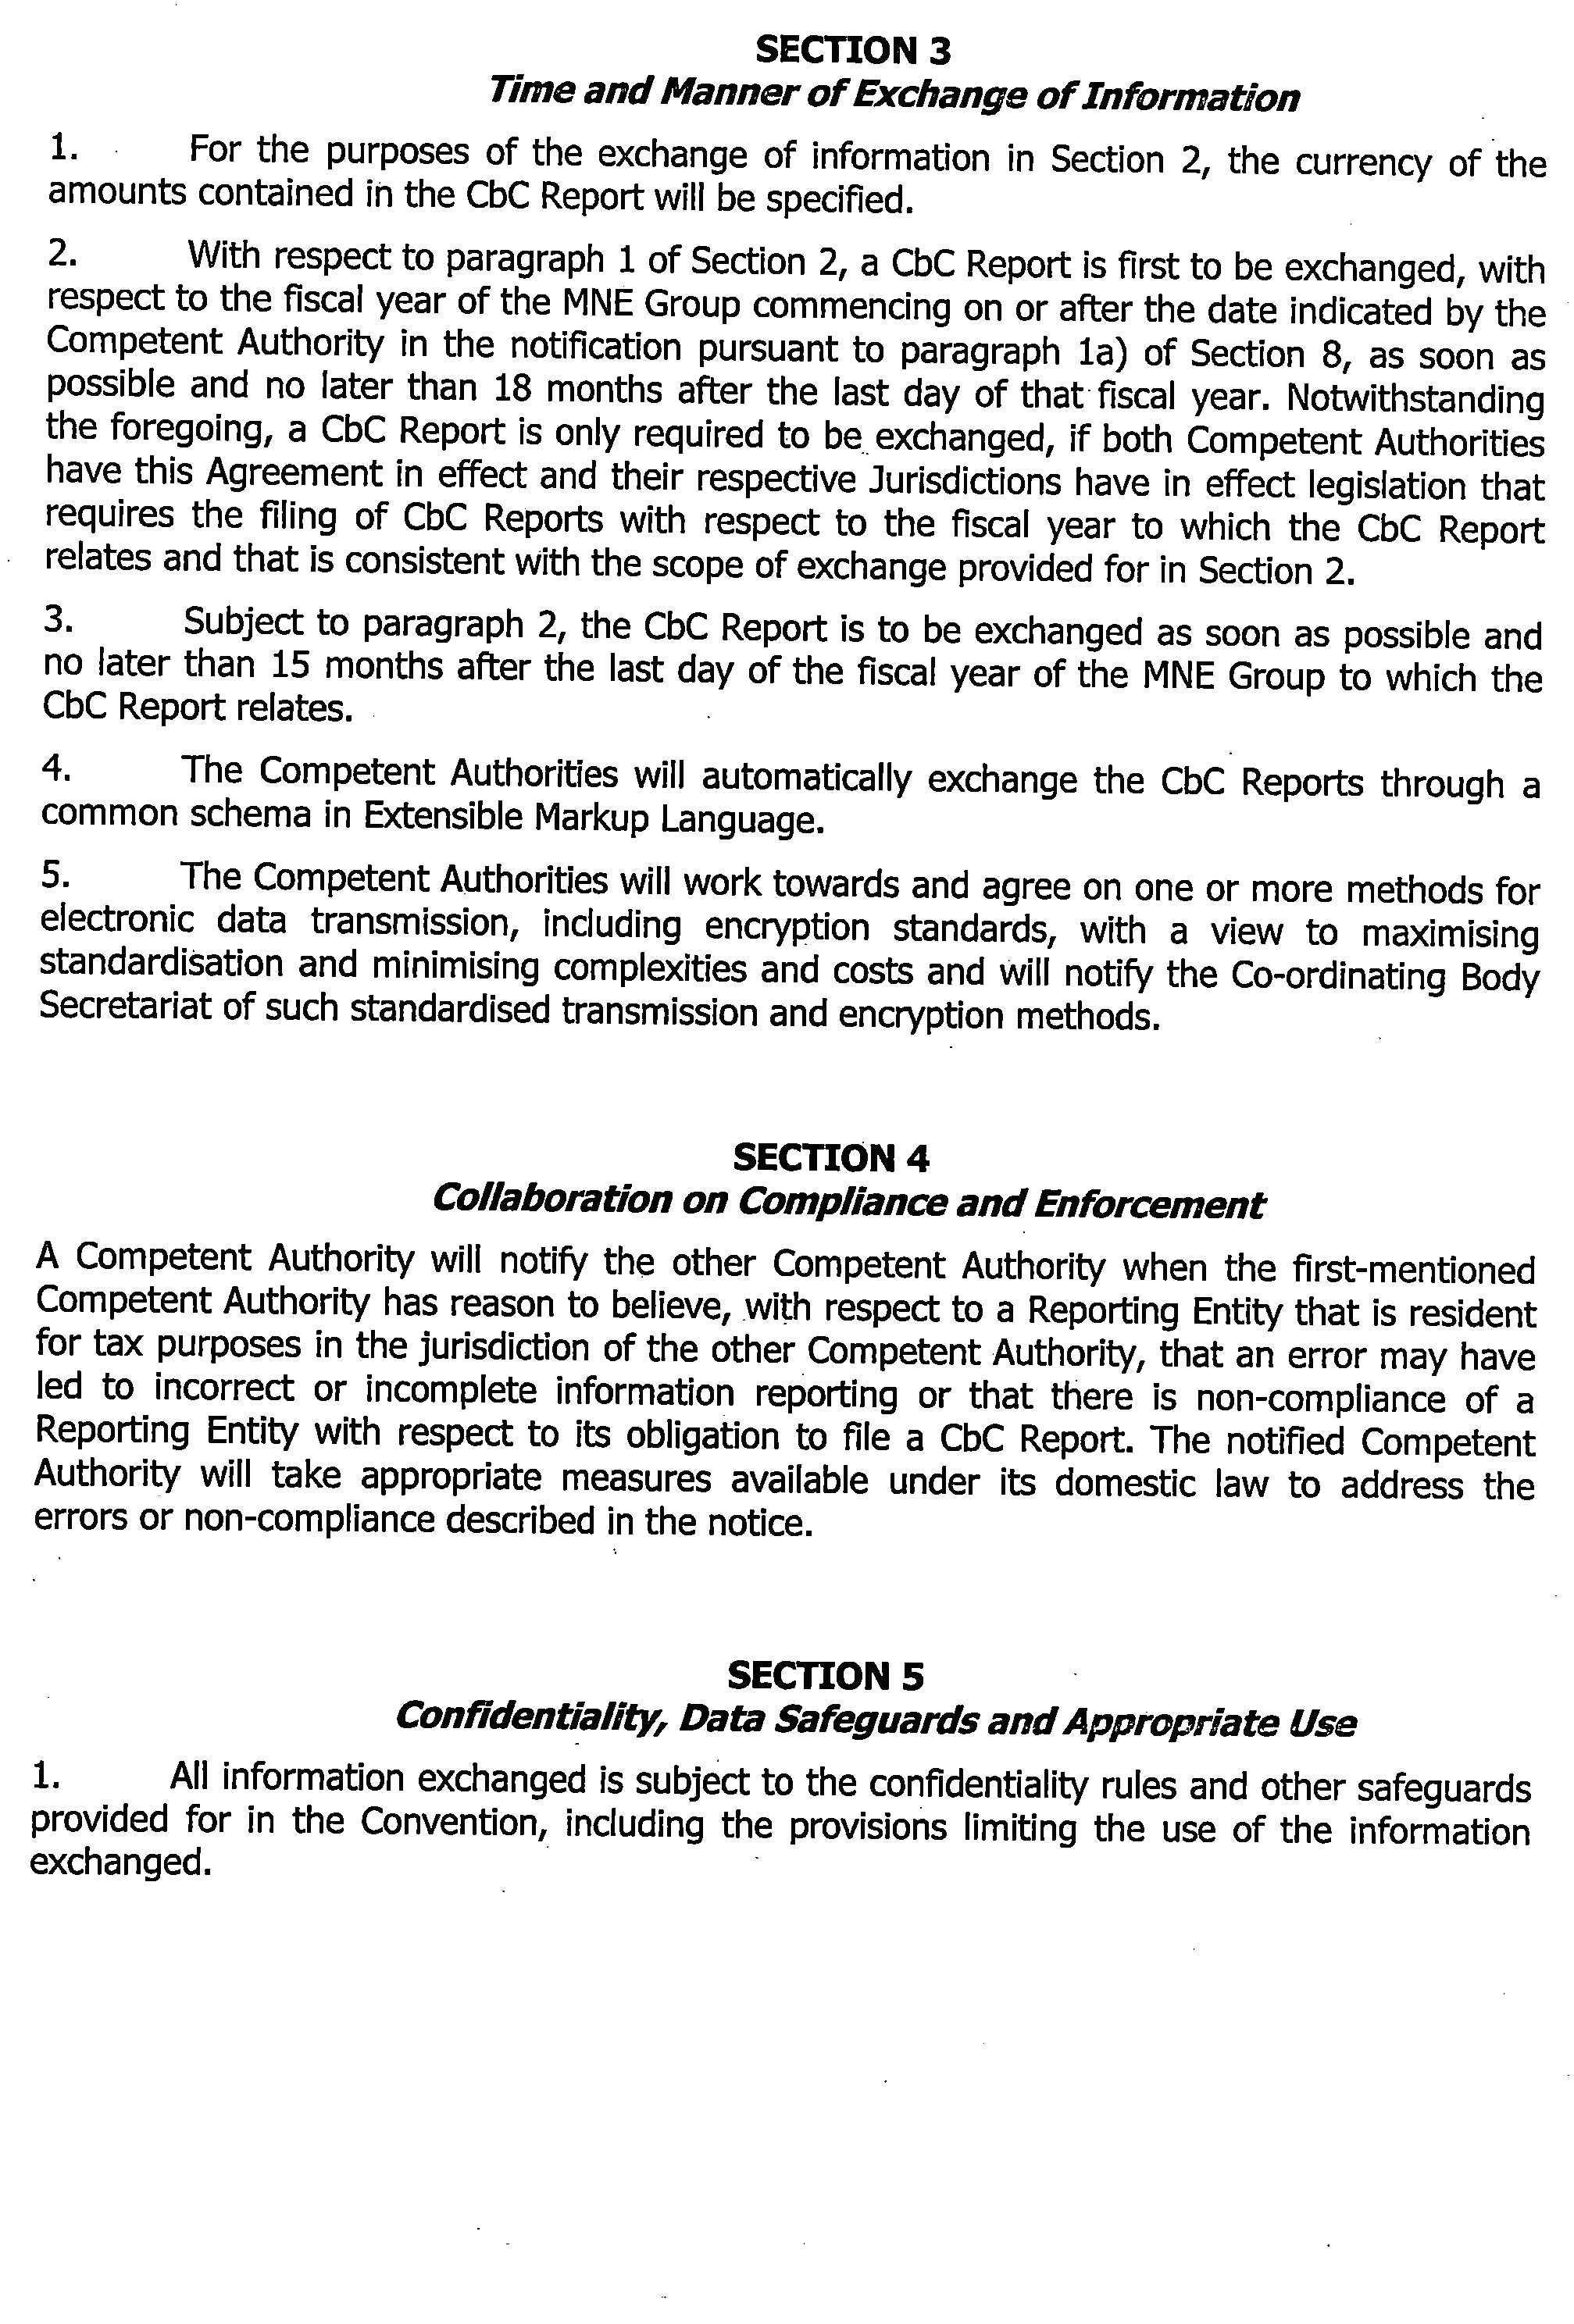 SECTION 3
Time and Manner of Exchange of Information
1. For the purposes of the exchange of information in Section 2, the currency of the
amounts contained in the CbC Report will be specified.
2. With respect to paragraph 1 of Section 2, a CbC Report is first to be exchanged, with
respect to the fiscal year of the MNE Group commencing on or after the date indicated by the
Competent Authority in the notification pursuant to paragraph 1a) of Section 8, as soon as
possible and no later than 18 months after the last day of that fiscal year. Notwithstanding
the foregoing, a CbC Report is only required to be exchanged, if both Competent Authorities
have this Agreement in effect and their respective Jurisdictions have in effect legislation that
requires the filing of CbC Reports with respect to the fiscal year to which the CbC Report
relates and that is consistent with the scope of exchange provided for in Section 2.
3. Subject to paragraph 2, the CbC Report is to be exchanged as soon as possible and
no later than 15 months after the last day of the fiscal year of the MNE Group to which the
CbC Report relates.
4. The Competent Authorities will automatically exchange the CbC Reports through a
common schema in Extensible Markup Language.
5. The Competent Authorities will work towards and agree on one or more methods for
electronic data transmission, including encryption standards, with a view to maximising
standardisation and minimising complexities and costs and will notify the Co-ordinating Body
Secretariat of such standardised transmission and encryption methods.
SECTION 4
Collaboration on Compliance and Enforcement
A Competent Authority will notify the other Competent Authority when the first-mentioned
Competent Authority has reason to believe, with respect to a Reporting Entity that is resident
for tax purposes in the jurisdiction of the other Competent Authority, that an error may have
led to incorrect or incomplete information reporting or that there is non-compliance of a
Reporting Entity with respect to its obligation to file a CbC Report. The notified Competent
Authority will take appropriate measures available under its domestic law to address the
errors or non-compliance described in the notice.
SECTION 5
Confidentiality, Data Safeguards and Appropriate Use
1. All information exchanged is subject to the confidentiality rules and other safeguards
provided for in the Convention, including the provisions limiting the use of the information
exchanged.